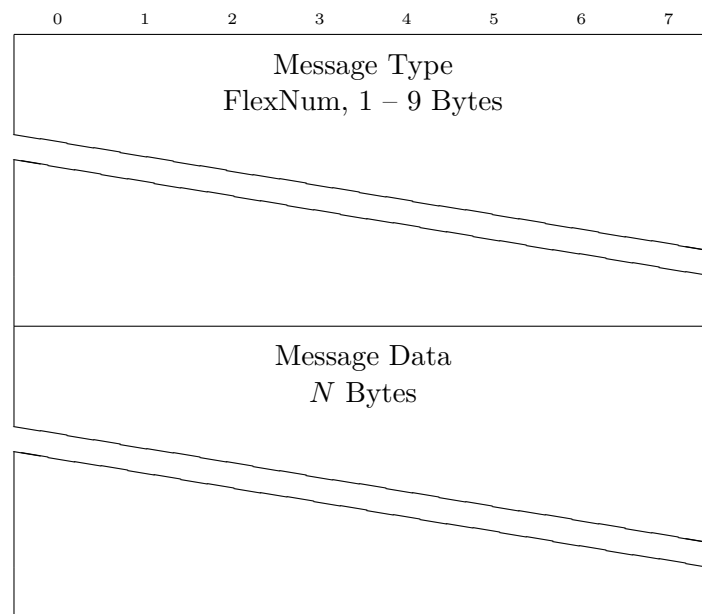 0 1 2 3 4 5 6 7
Message Type
FlexNum, 1 – 9 Bytes
Message Data
N Bytes